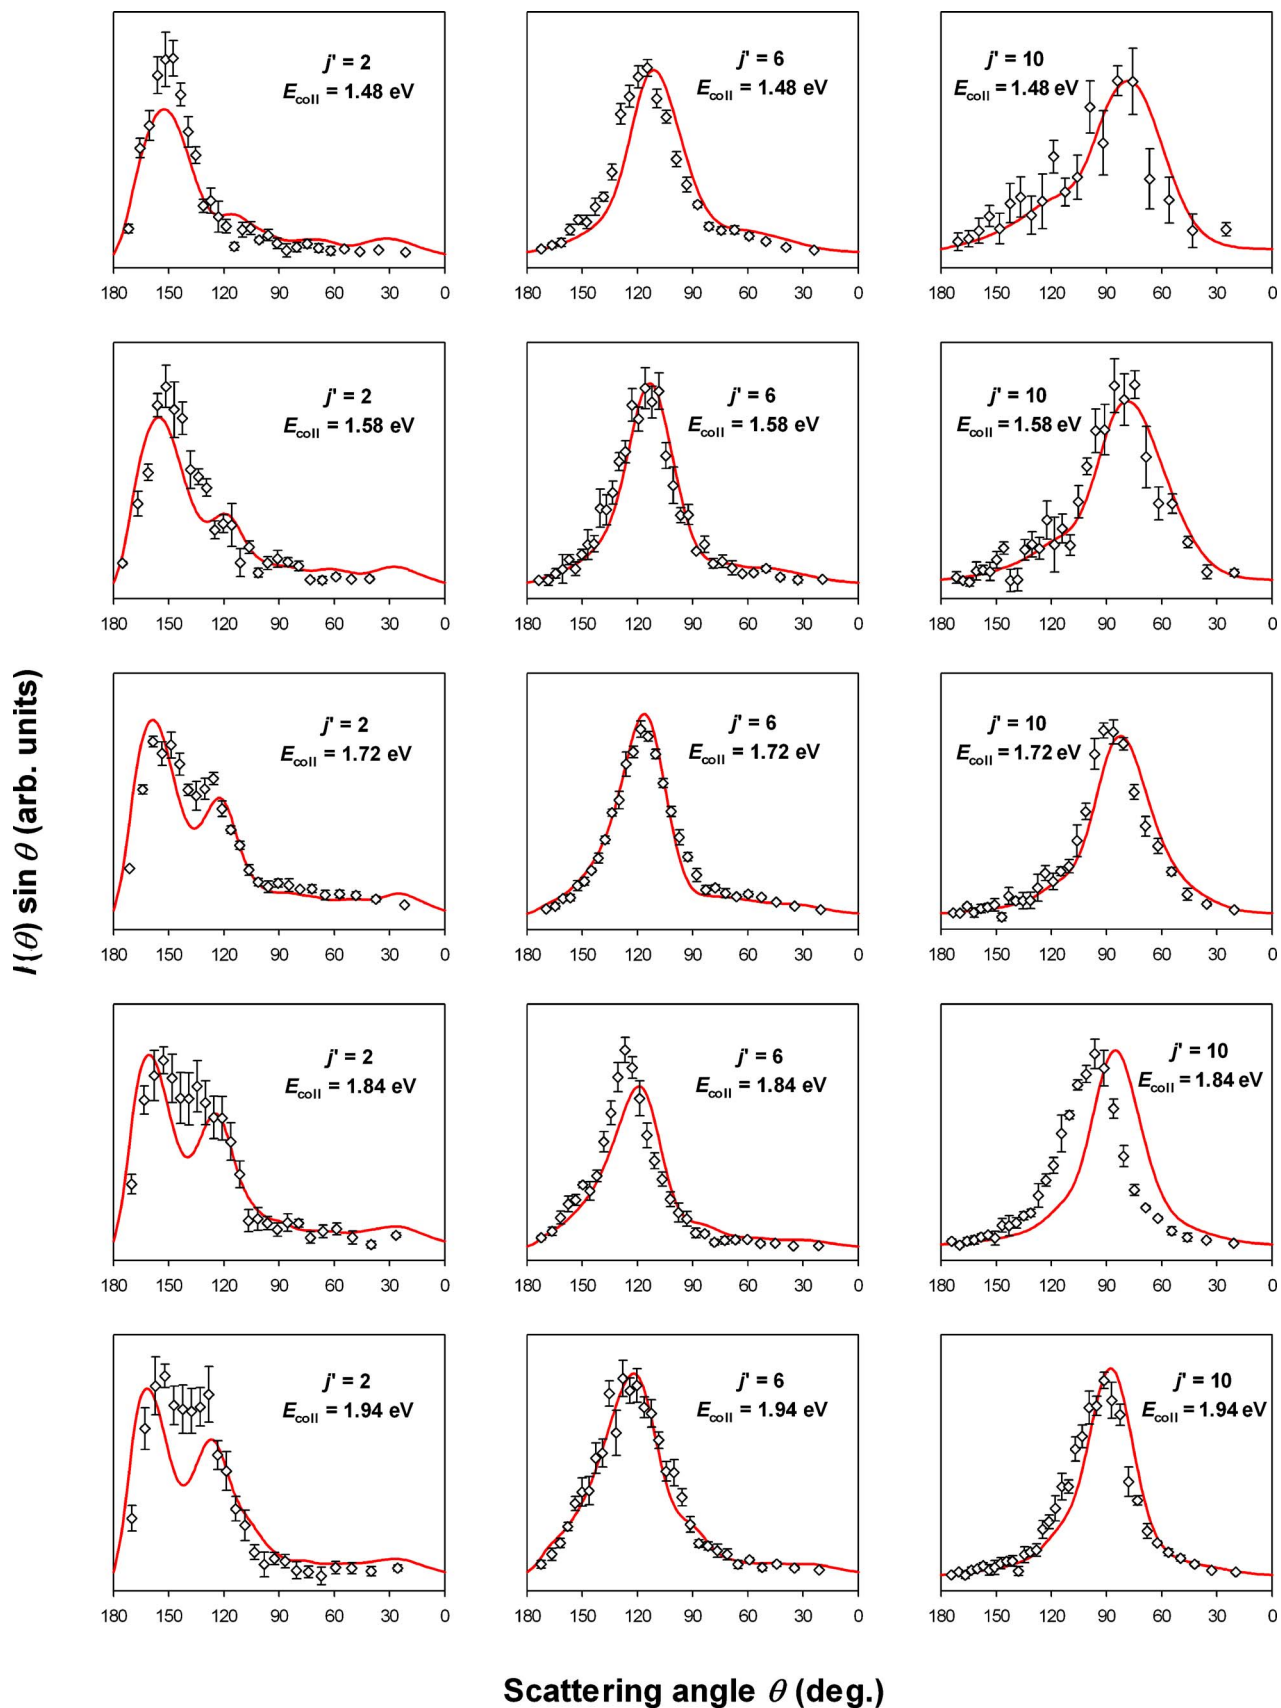 j' = 2
E_coll = 1.48 eV
j' = 6
E_coll = 1.48 eV
j' = 10
E_coll = 1.48 eV
180 150 120 90 60 30 0
180 150 120 90 60 30 0
180 150 120 90 60 30 0
j' = 2
E_coll = 1.58 eV
j' = 6
E_coll = 1.58 eV
j' = 10
E_coll = 1.58 eV
180 150 120 90 60 30 0
180 150 120 90 60 30 0
180 150 120 90 60 30 0
I(θ) sin θ (arb. units)
j' = 2
E_coll = 1.72 eV
j' = 6
E_coll = 1.72 eV
j' = 10
E_coll = 1.72 eV
180 150 120 90 60 30 0
180 150 120 90 60 30 0
180 150 120 90 60 30 0
j' = 2
E_coll = 1.84 eV
j' = 6
E_coll = 1.84 eV
j' = 10
E_coll = 1.84 eV
180 150 120 90 60 30 0
180 150 120 90 60 30 0
180 150 120 90 60 30 0
j' = 2
E_coll = 1.94 eV
j' = 6
E_coll = 1.94 eV
j' = 10
E_coll = 1.94 eV
180 150 120 90 60 30 0
180 150 120 90 60 30 0
180 150 120 90 60 30 0
Scattering angle θ (deg.)